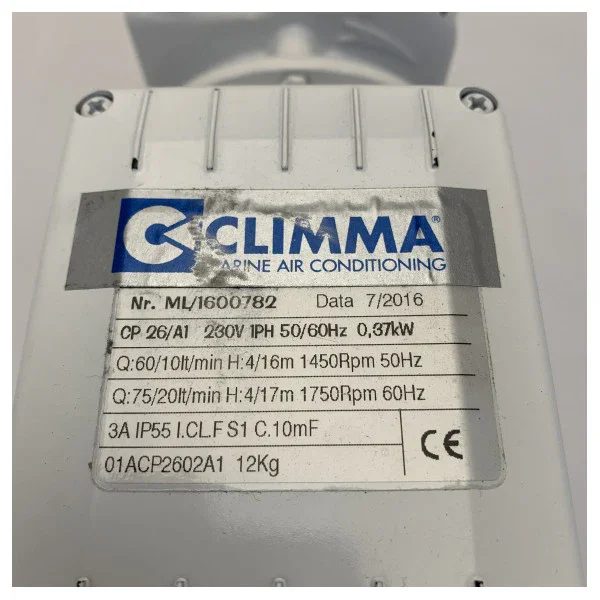 CLIMMA®
ARINE AIR CONDITIONING
Nr. ML/1600782 Data 7/2016
CP 26/A1 230V 1PH 50/60Hz 0,37kW
Q:60/10lt/min H:4/16m 1450Rpm 50Hz
Q:75/20lt/min H:4/17m 1750Rpm 60Hz
3A IP55 I.CL.F S1 C.10mF
01ACP2602A1 12Kg
CE